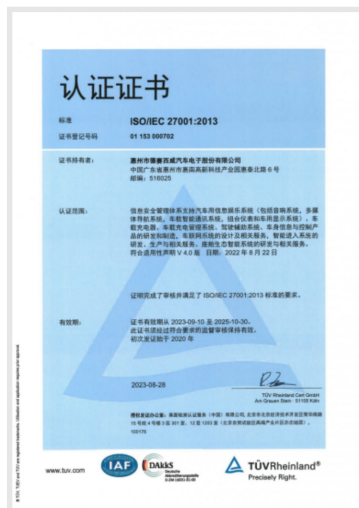 认证证书
标准 ISO/IEC 27001:2013
证书登记号码 01 153 000702
证书持有者: 惠州市德赛西威汽车电子股份有限公司
中国广东省惠州市惠南高新科技产业园惠泰北路 6 号
邮编: 516025
认证范围: 信息安全管理体系支持汽车用信息娱乐系统（包括音响系统，多媒
体导航系统，车载智能通讯系统，组合仪表和车用显示系统），车
载充电器，车载充电管理系统，驾驶辅助系统，车身信息与控制产
品的研发和制造。车联网系统的设计及相关服务，智能进入系统的
研发、生产与相关服务。座舱生态智能系统的研发与相关服务。
符合适用性声明 V 4.0 版 日期: 2022 年 8 月 22 日
证明完成了审核并满足了 ISO/IEC 27001:2013 标准的要求。
有效期: 证书有效期从 2023-09-10 至 2025-10-30。
此证书须经过符合要求的监督审核保持有效。
初次发证始于 2020 年
2023-08-28
TÜV Rheinland Cert GmbH
Am Grauen Stein · 51105 Köln
www.tuv.com
IAF
DAkkS
Deutsche
Akkreditierungsstelle
TÜVRheinland®
Precisely Right.